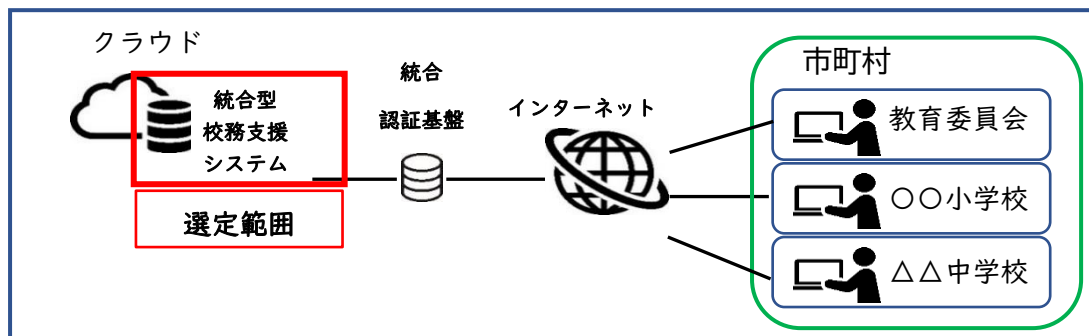 クラウド
統合型
校務支援
システム
選定範囲
統合
認証基盤
インターネット
市町村
教育委員会
○○小学校
△△中学校